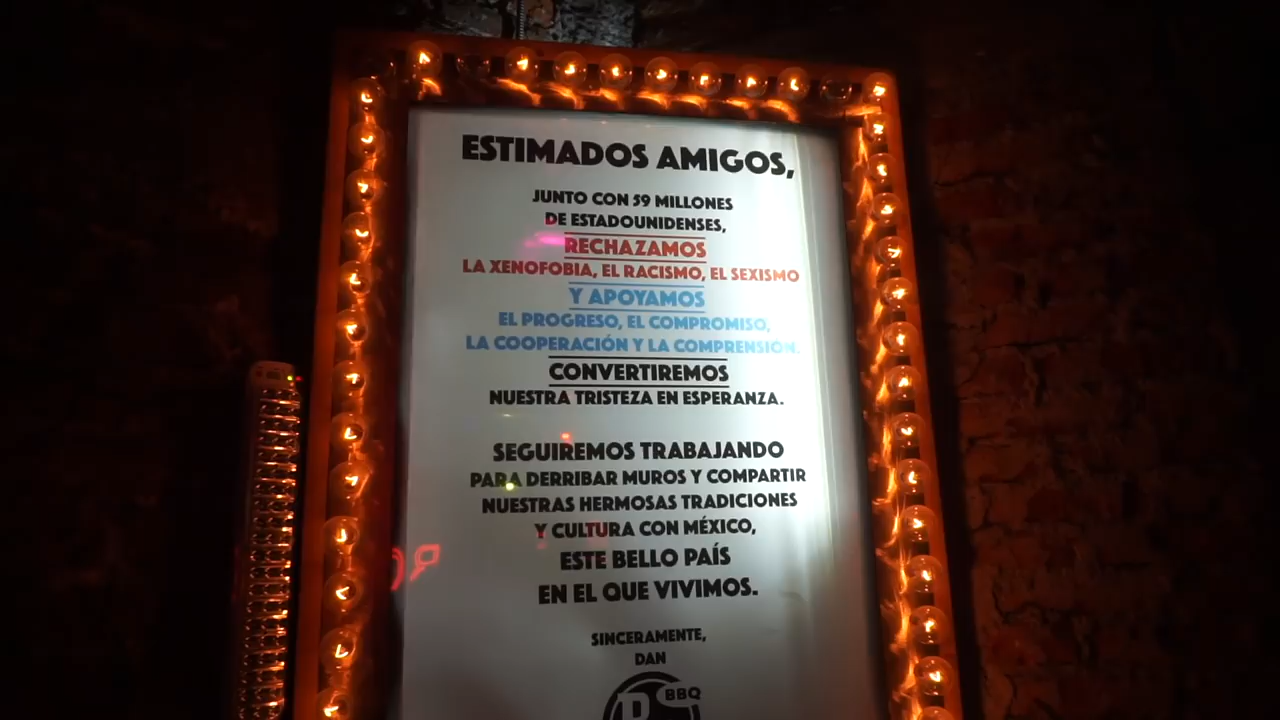 ESTIMADOS AMIGOS,
JUNTO CON 59 MILLONES
DE ESTADOUNIDENSES,
RECHAZAMOS
LA XENOFOBIA, EL RACISMO, EL SEXISMO
Y APOYAMOS
EL PROGRESO, EL COMPROMISO,
LA COOPERACIÓN Y LA COMPRENSIÓN.
CONVERTIREMOS
NUESTRA TRISTEZA EN ESPERANZA.
SEGUIREMOS TRABAJANDO
PARA DERRIBAR MUROS Y COMPARTIR
NUESTRAS HERMOSAS TRADICIONES
Y CULTURA CON MÉXICO,
ESTE BELLO PAÍS
EN EL QUE VIVIMOS.
SINCERAMENTE,
DAN
BBQ